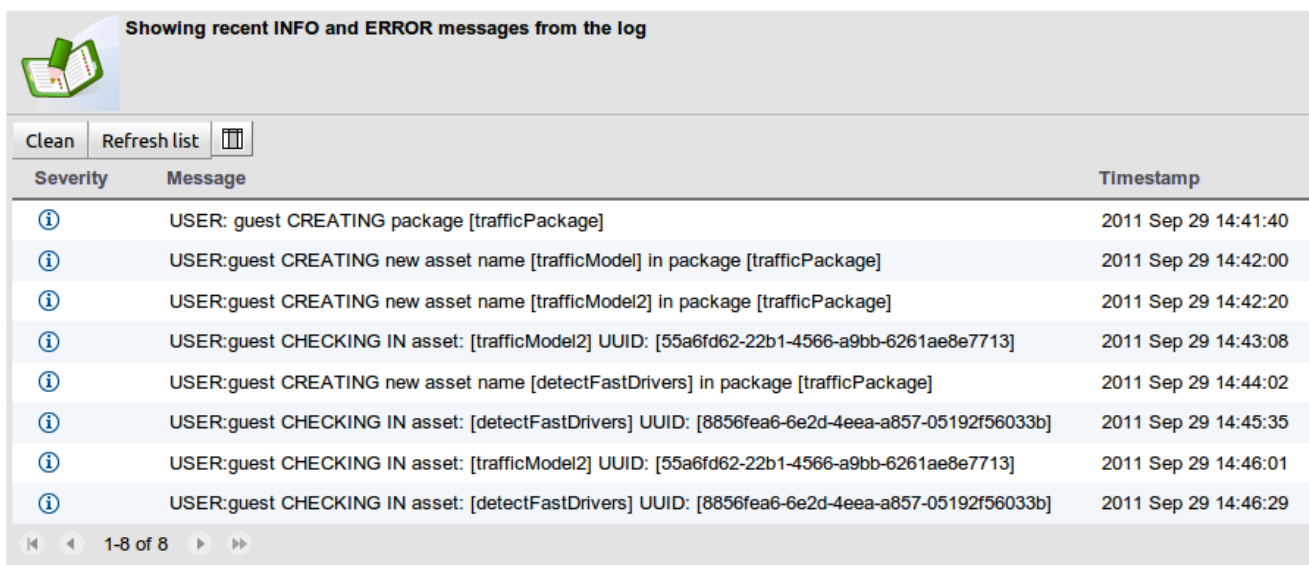 Showing recent INFO and ERROR messages from the log
Clean Refresh list
Severity Message Timestamp
USER: guest CREATING package [trafficPackage] 2011 Sep 29 14:41:40
USER:guest CREATING new asset name [trafficModel] in package [trafficPackage] 2011 Sep 29 14:42:00
USER:guest CREATING new asset name [trafficModel2] in package [trafficPackage] 2011 Sep 29 14:42:20
USER:guest CHECKING IN asset: [trafficModel2] UUID: [55a6fd62-22b1-4566-a9bb-6261ae8e7713] 2011 Sep 29 14:43:08
USER:guest CREATING new asset name [detectFastDrivers] in package [trafficPackage] 2011 Sep 29 14:44:02
USER:guest CHECKING IN asset: [detectFastDrivers] UUID: [8856fea6-6e2d-4eea-a857-05192f56033b] 2011 Sep 29 14:45:35
USER:guest CHECKING IN asset: [trafficModel2] UUID: [55a6fd62-22b1-4566-a9bb-6261ae8e7713] 2011 Sep 29 14:46:01
USER:guest CHECKING IN asset: [detectFastDrivers] UUID: [8856fea6-6e2d-4eea-a857-05192f56033b] 2011 Sep 29 14:46:29
1-8 of 8